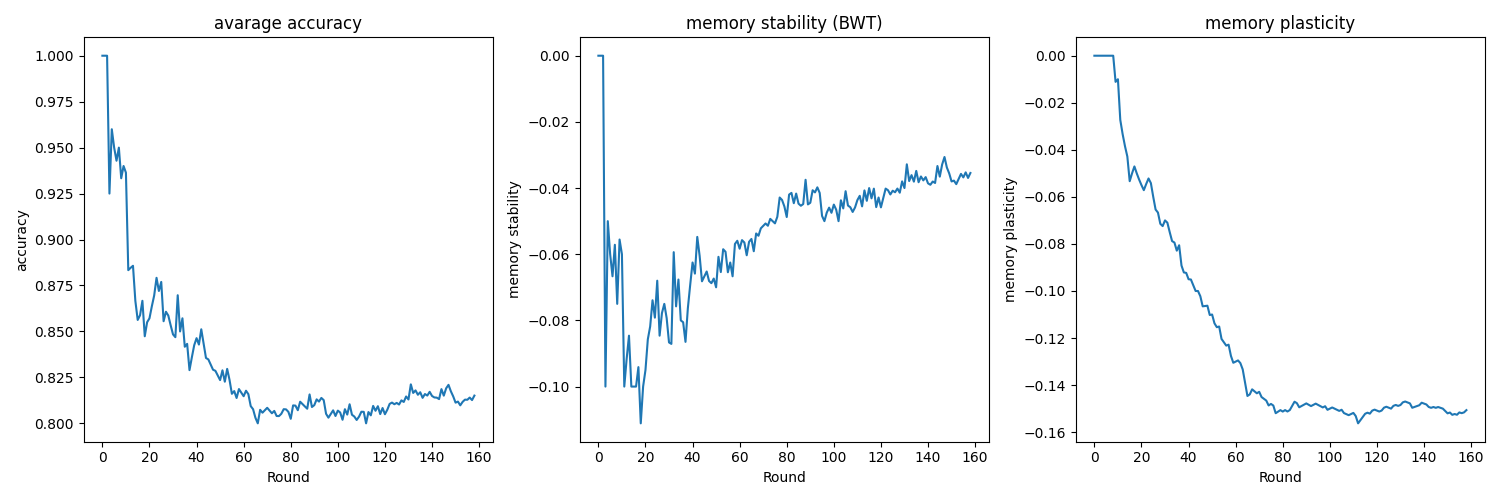 avarage accuracy
accuracy
1.000
0.975
0.950
0.925
0.900
0.875
0.850
0.825
0.800
0 20 40 60 80 100 120 140 160
Round
memory stability (BWT)
memory stability
0.00
−0.02
−0.04
−0.06
−0.08
−0.10
0 20 40 60 80 100 120 140 160
Round
memory plasticity
memory plasticity
0.00
−0.02
−0.04
−0.06
−0.08
−0.10
−0.12
−0.14
−0.16
0 20 40 60 80 100 120 140 160
Round